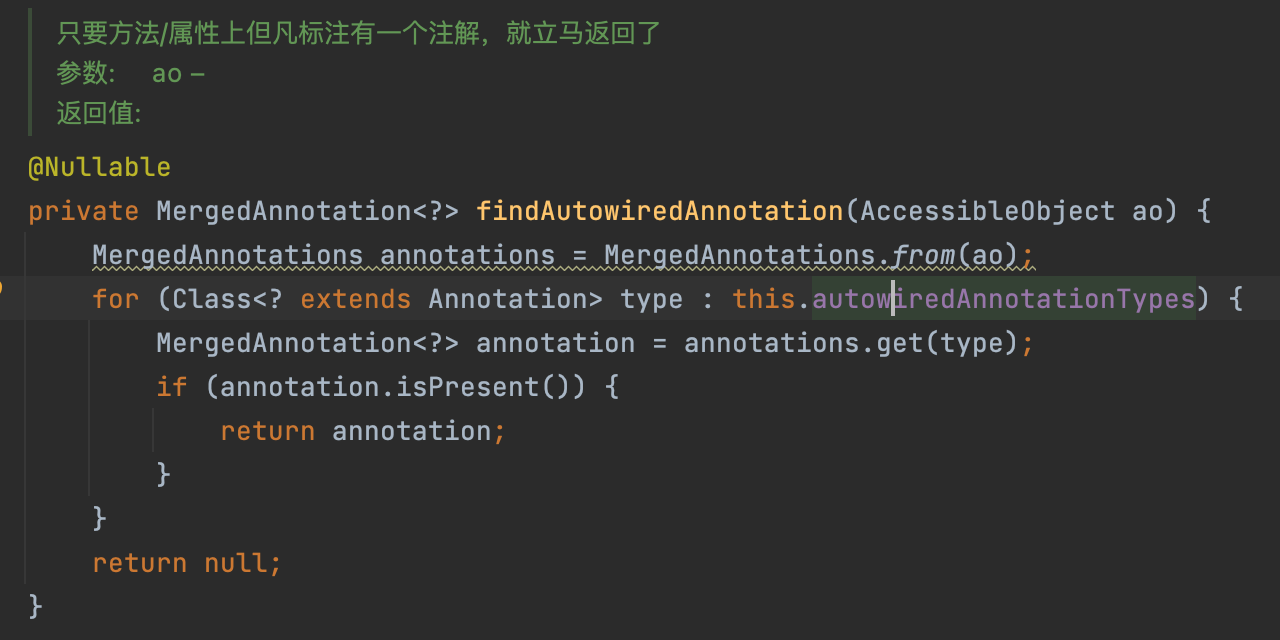 只要方法/属性上但凡标注有一个注解，就立马返回了
参数: ao –
返回值:
@Nullable
private MergedAnnotation<?> findAutowiredAnnotation(AccessibleObject ao) {
    MergedAnnotations annotations = MergedAnnotations.from(ao);
    for (Class<? extends Annotation> type : this.autowiredAnnotationTypes) {
        MergedAnnotation<?> annotation = annotations.get(type);
        if (annotation.isPresent()) {
            return annotation;
        }
    }
    return null;
}